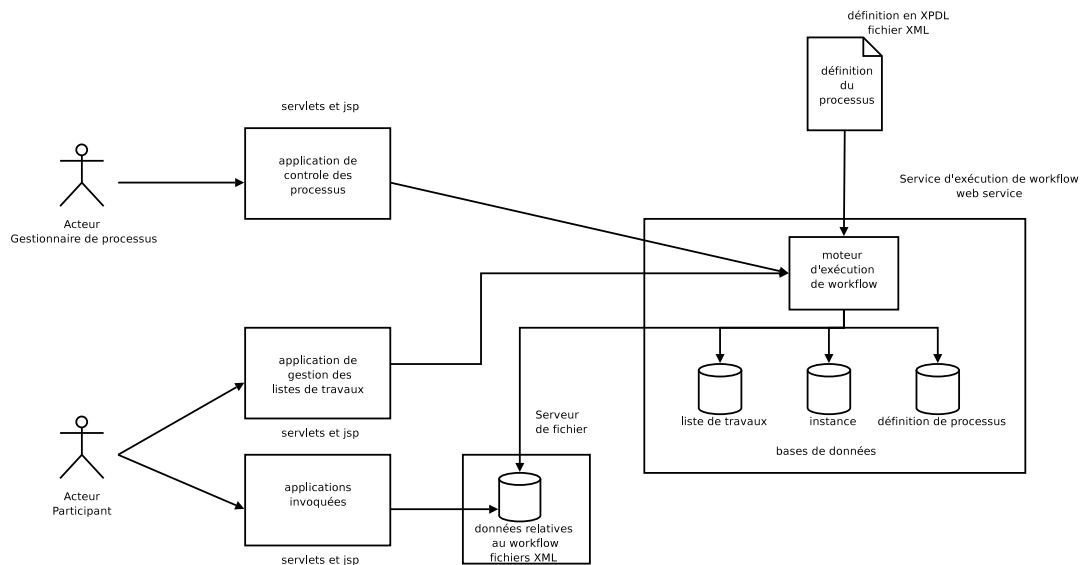 définition en XPDL
fichier XML
définition
du
processus
servlets et jsp
application de
controle des
processus
Acteur
Gestionnaire de processus
Service d'exécution de workflow
web service
moteur
d'exécution
de workflow
application de
gestion des
listes de travaux
servlets et jsp
Serveur
de fichier
liste de travaux
instance
définition de processus
bases de données
Acteur
Participant
applications
invoquées
servlets et jsp
données relatives
au workflow
fichiers XML